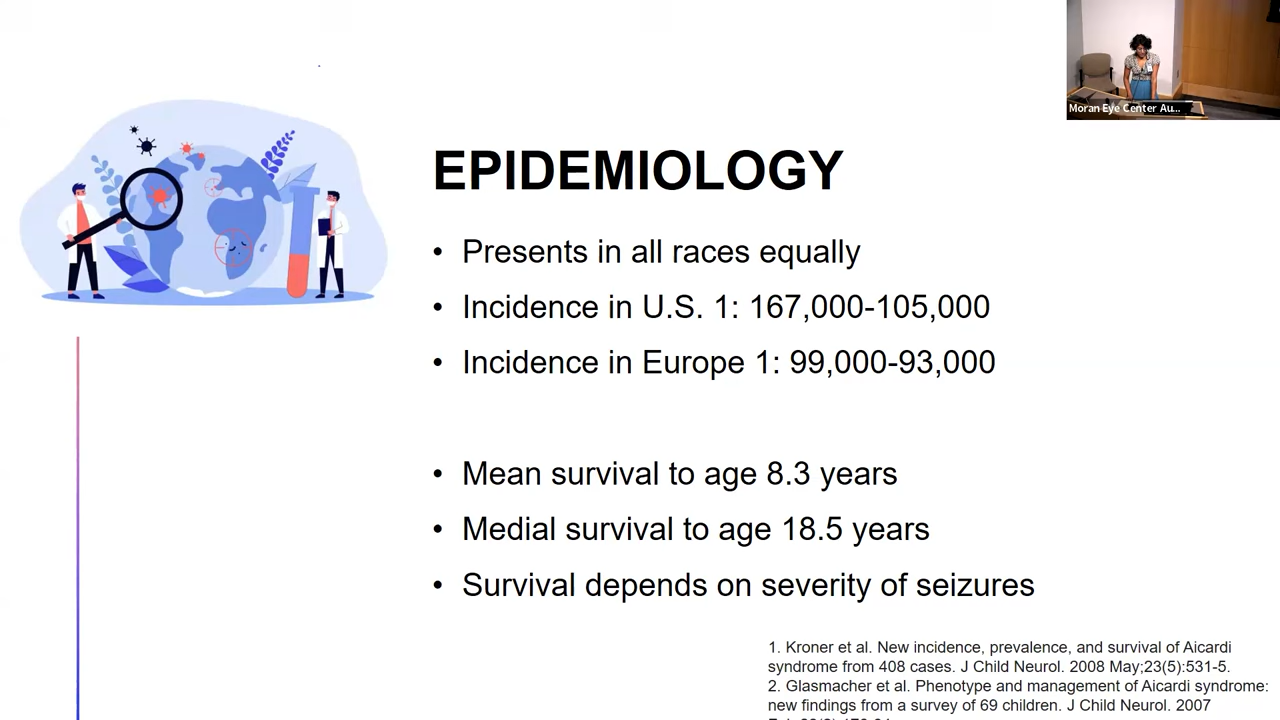 Moran Eye Center Au...
EPIDEMIOLOGY
• Presents in all races equally
• Incidence in U.S. 1: 167,000-105,000
• Incidence in Europe 1: 99,000-93,000
• Mean survival to age 8.3 years
• Medial survival to age 18.5 years
• Survival depends on severity of seizures
1. Kroner et al. New incidence, prevalence, and survival of Aicardi
syndrome from 408 cases. J Child Neurol. 2008 May;23(5):531-5.
2. Glasmacher et al. Phenotype and management of Aicardi syndrome:
new findings from a survey of 69 children. J Child Neurol. 2007